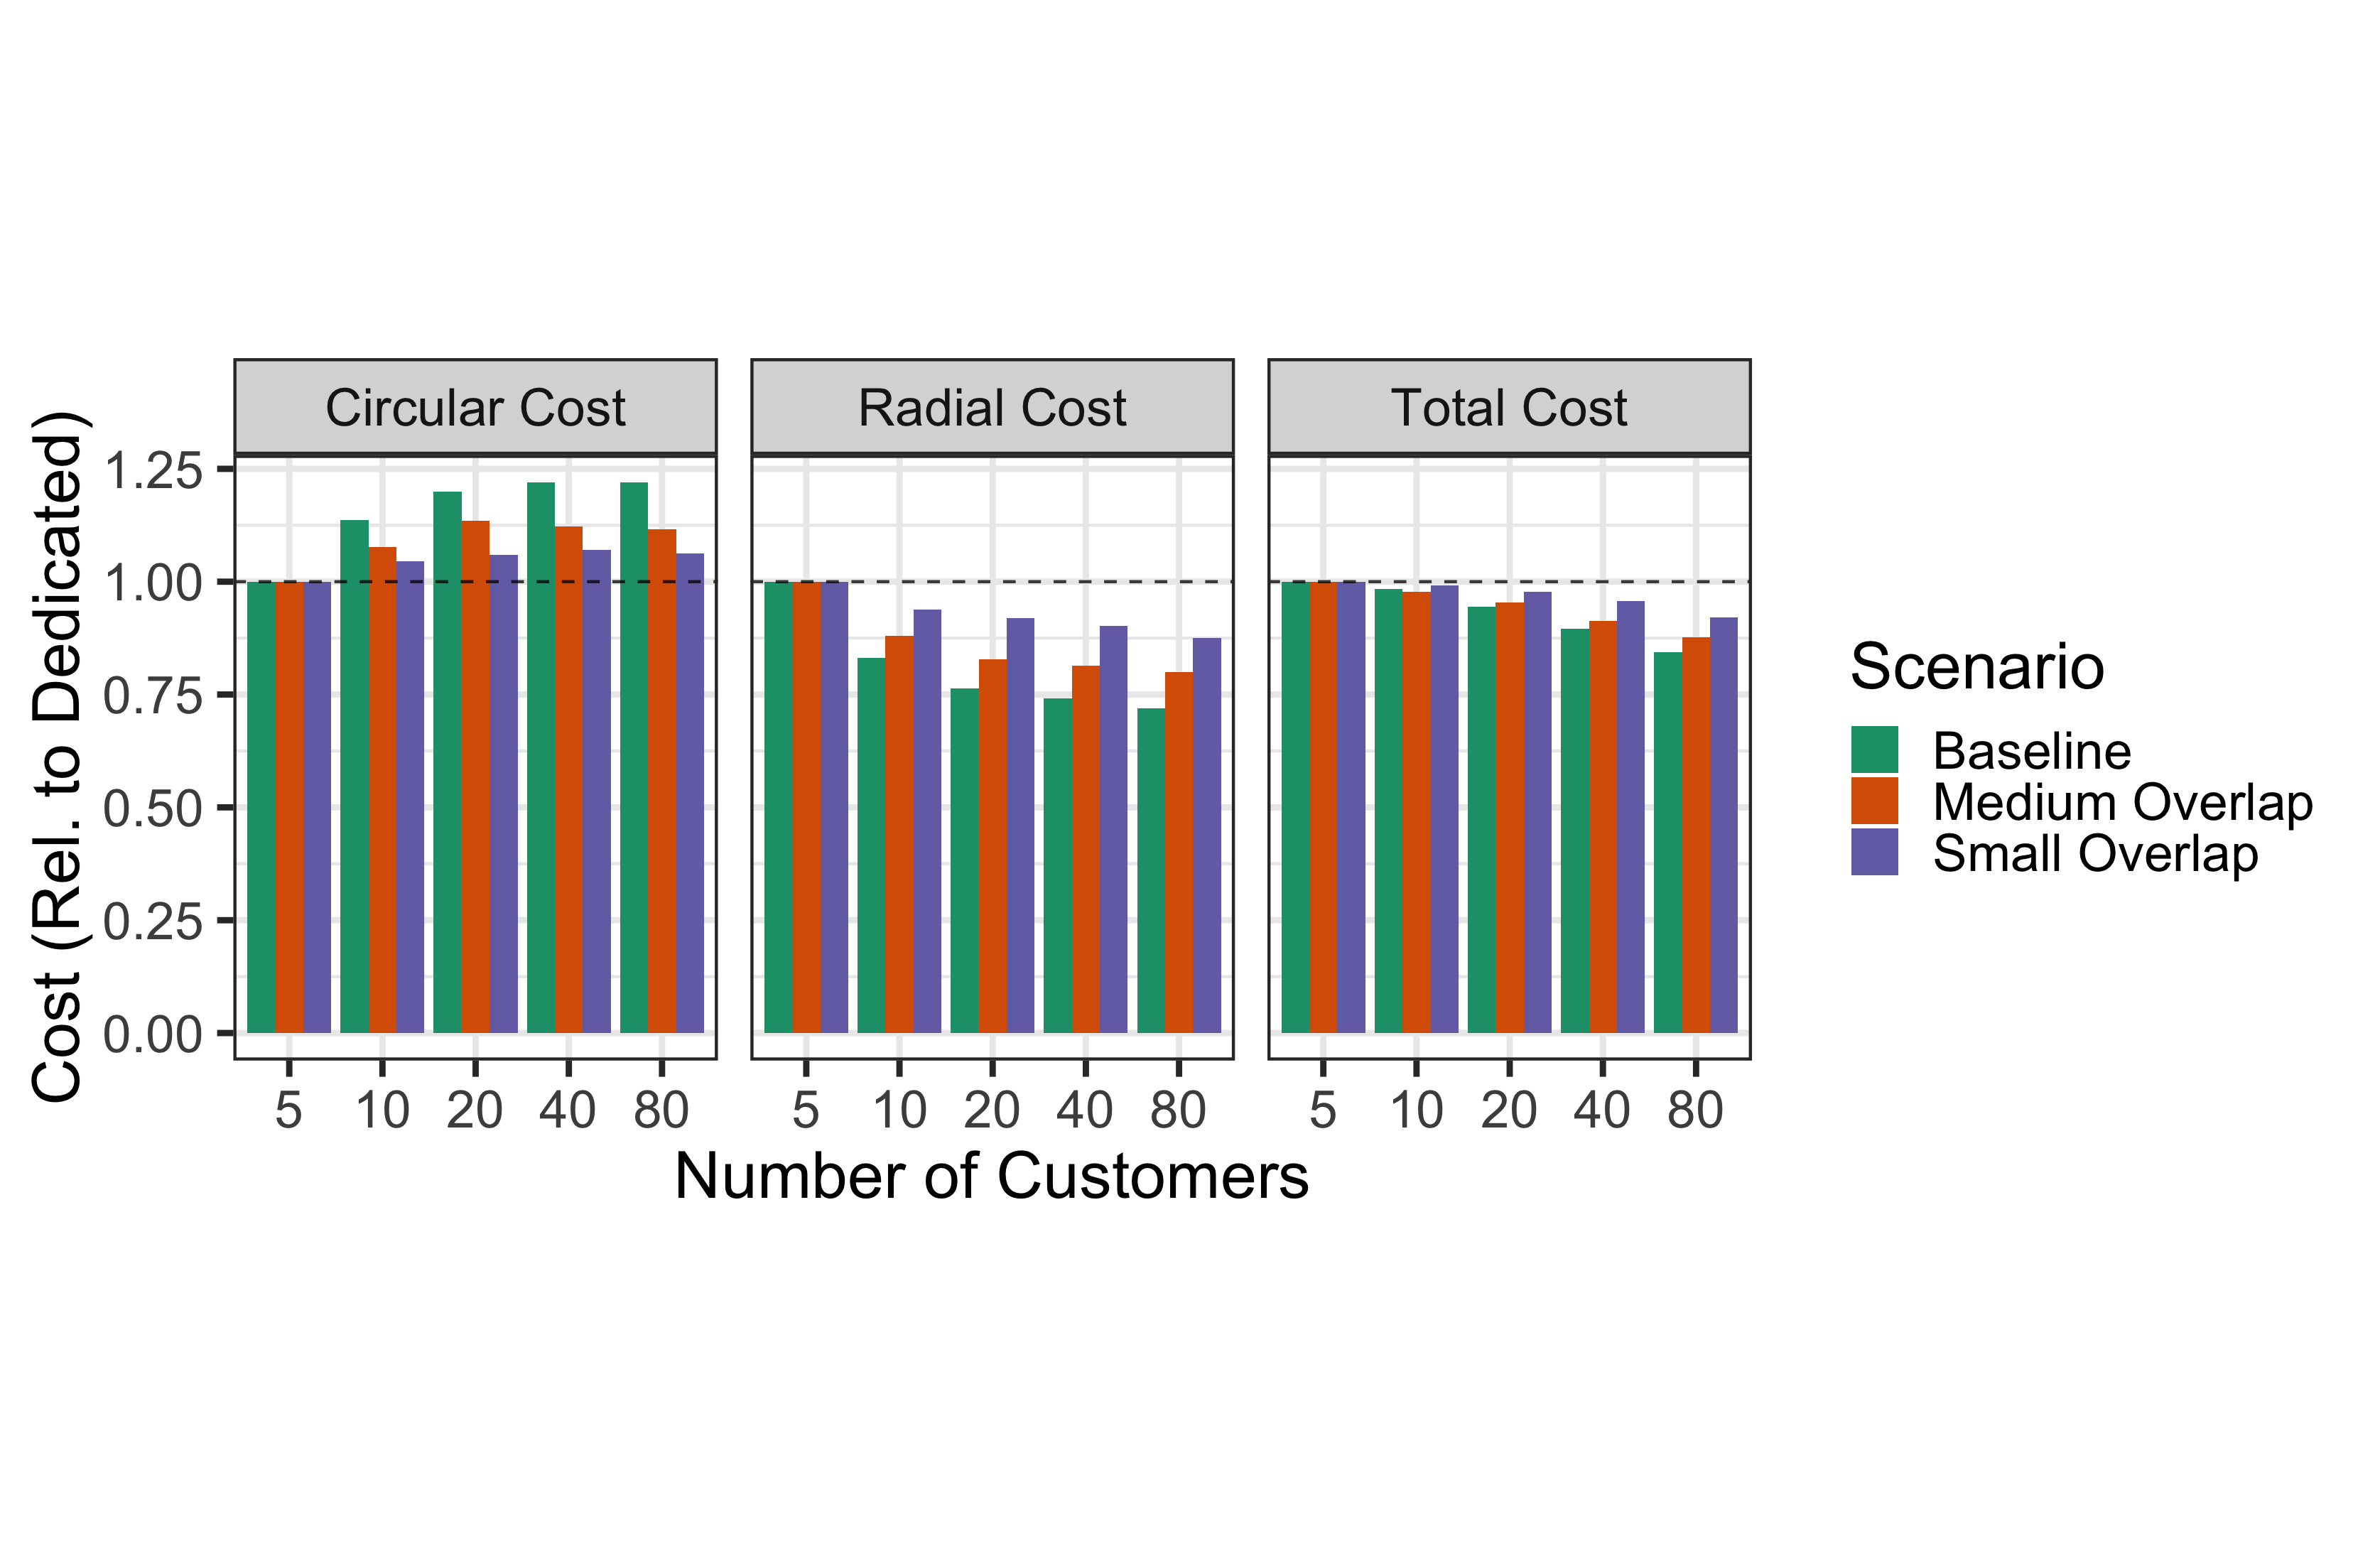 Circular Cost
Radial Cost
Total Cost
Cost (Rel. to Dedicated)
1.25
1.00
0.75
0.50
0.25
0.00
5 10 20 40 80
5 10 20 40 80
5 10 20 40 80
Number of Customers
Scenario
Baseline
Medium Overlap
Small Overlap